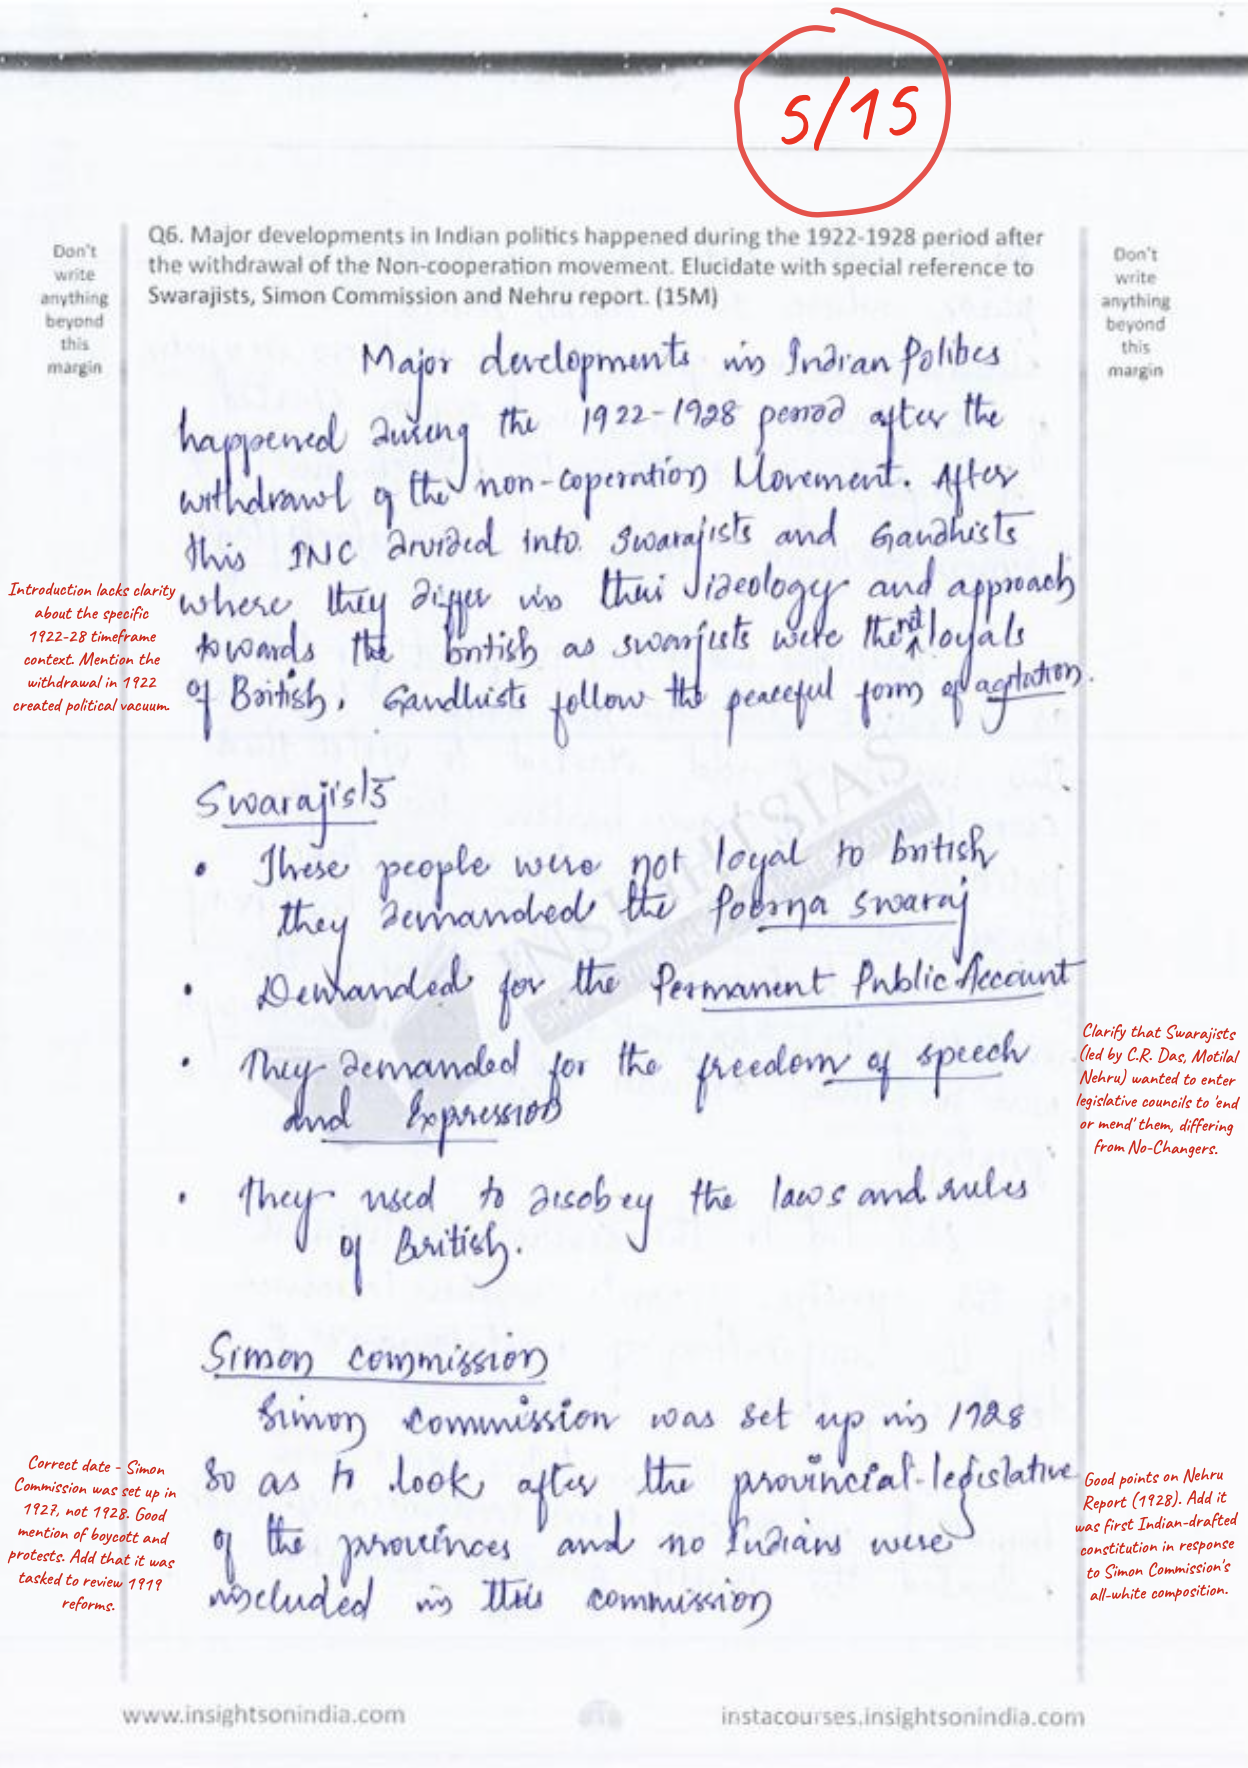 5/15
Q6. Major developments in Indian politics happened during the 1922-1928 period after
the withdrawal of the Non-cooperation movement. Elucidate with special reference to
Swarajists, Simon Commission and Nehru report. (15M)
Don't
write
anything
beyond
this
margin
Don't
write
anything
beyond
this
margin
Major developments in Indian Politics
happened during the 1922-1928 period after the
withdrawl of the non-coperation Movement. After
this INC divided into Swarajists and Gandhists
where they differ in their ideology and approach
towards the british as swarjists were the not loyals
of British. Gandhists follow the peaceful form of agitation.
Introduction lacks clarity
about the specific
1922-28 timeframe
context. Mention the
withdrawal in 1922
created political vacuum.
Swarajists
• These people were not loyal to british
they demanded the Poorna swaraj
• Demanded for the Permanent Public Account
• They demanded for the freedom of speech
and Expression
• They used to disobey the laws and rules
of British.
Clarify that Swarajists
(led by C.R. Das, Motilal
Nehru) wanted to enter
legislative councils to 'end
or mend' them, differing
from No-Changers.
Simon commission
Simon commission was set up in 1928
so as to look after the provincial-legislative
of the provinces and no Indians were
included in this commission
Correct date - Simon
Commission was set up in
1927, not 1928. Good
mention of boycott and
protests. Add that it was
tasked to review 1919
reforms.
Good points on Nehru
Report (1928). Add it
was first Indian-drafted
constitution in response
to Simon Commission's
all-white composition.
INSIGHTSIAS
www.insightsonindia.com
instacourses.insightsonindia.com